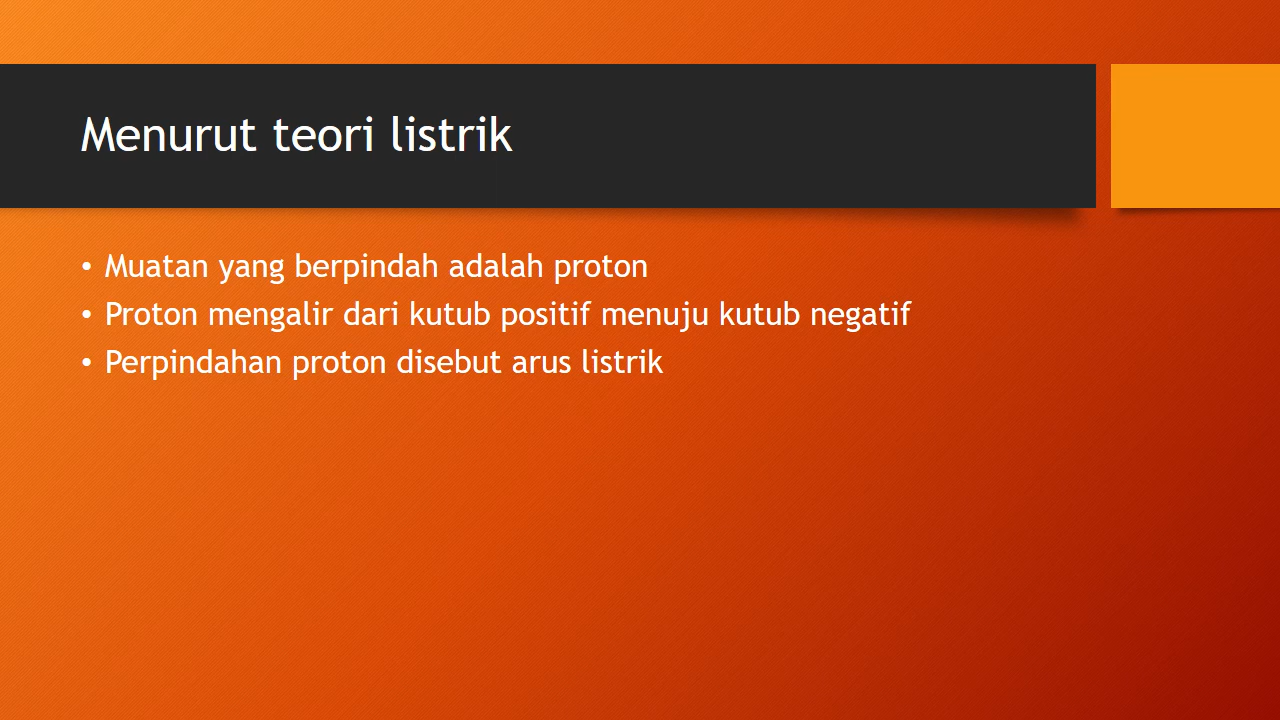 Menurut teori listrik
• Muatan yang berpindah adalah proton
• Proton mengalir dari kutub positif menuju kutub negatif
• Perpindahan proton disebut arus listrik